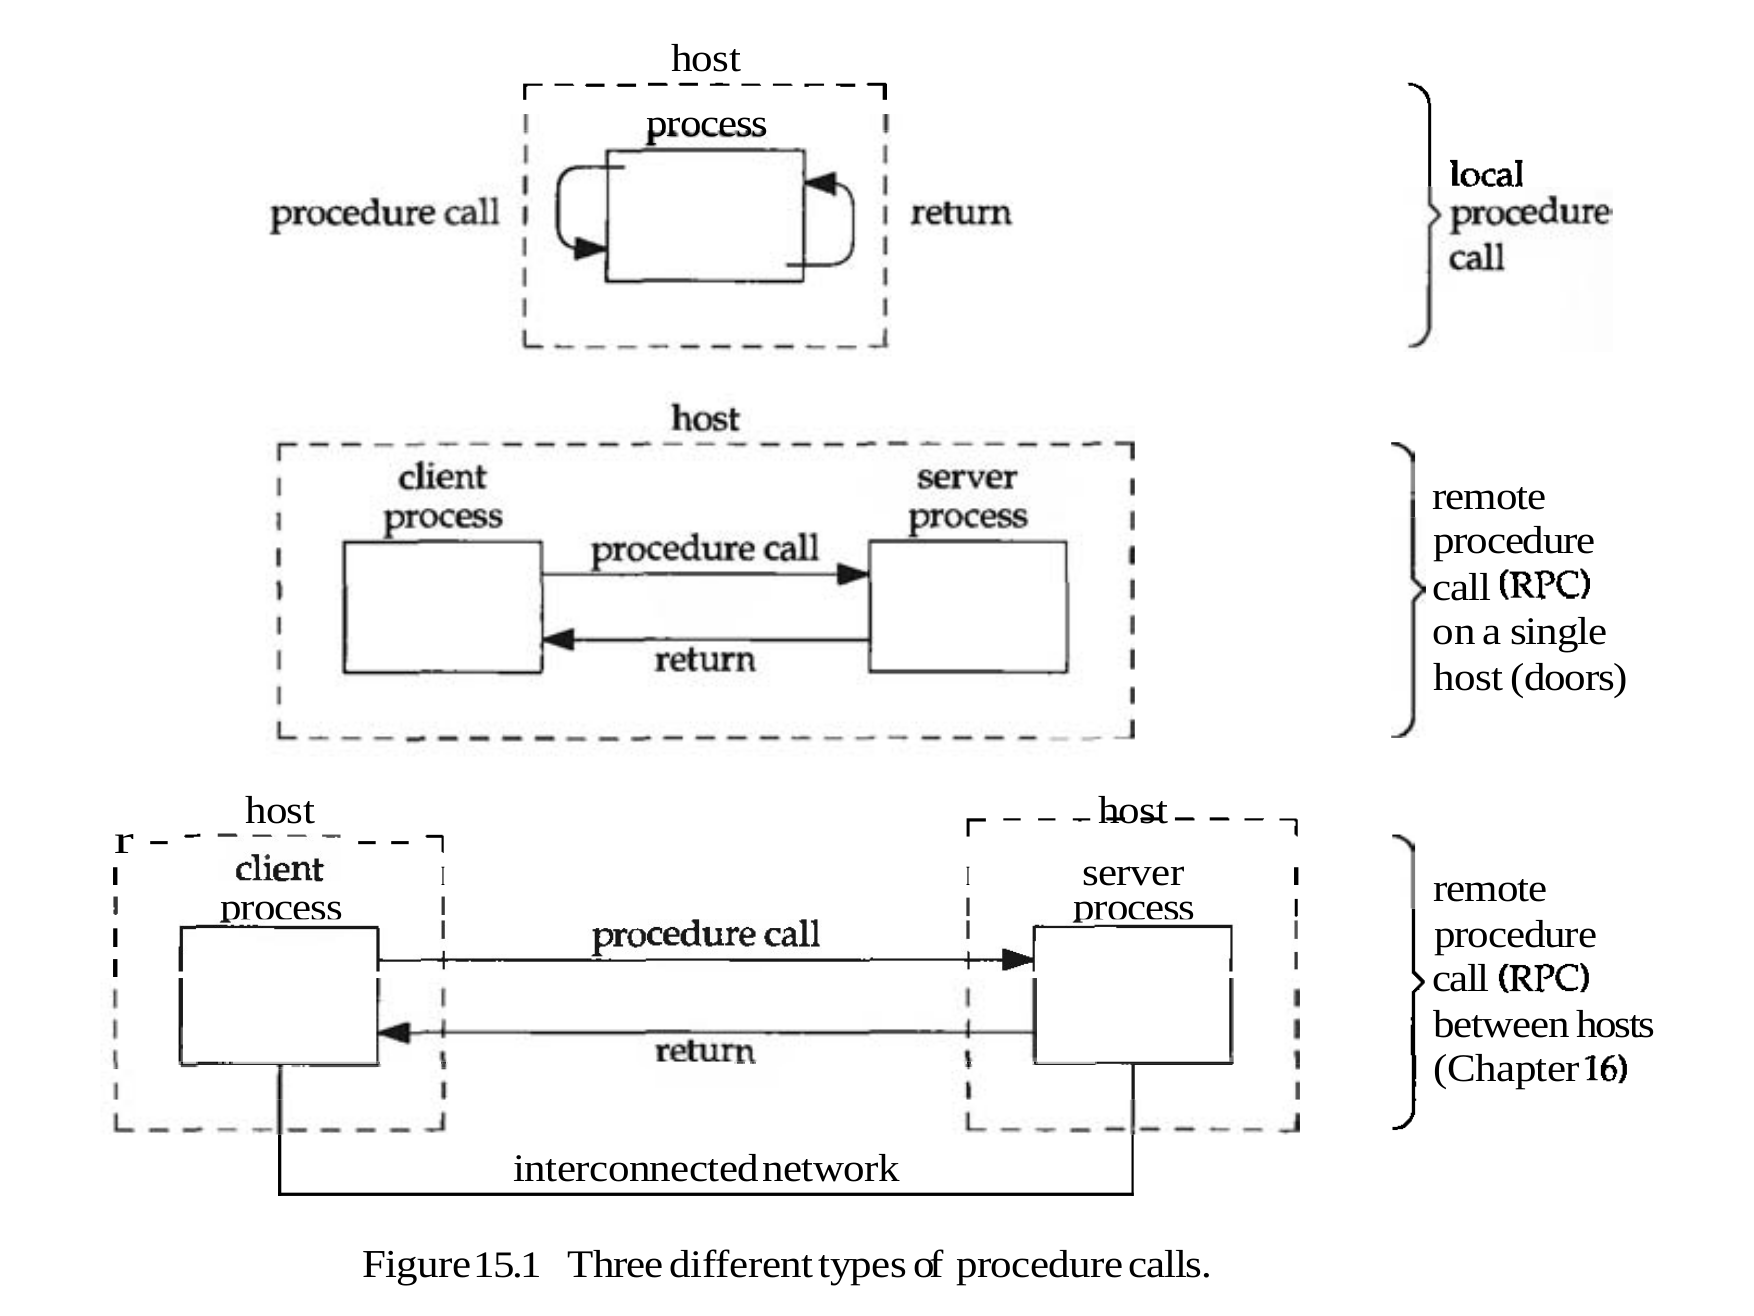 host
process
procedure call
return
local
procedure
call
host
client
process
server
process
procedure call
return
remote
procedure
call (RPC)
on a single
host (doors)
host
host
r
client
process
server
process
procedure call
return
remote
procedure
call (RPC)
between hosts
(Chapter 16)
interconnected network
Figure 15.1 Three different types of procedure calls.